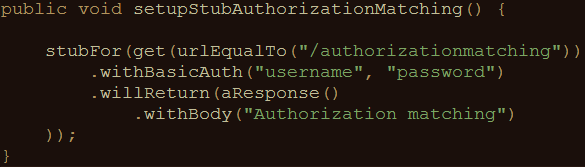 public void setupStubAuthorizationMatching() {
stubFor(get(urlEqualTo("/authorizationmatching"))
.withBasicAuth("username", "password")
.willReturn(aResponse()
.withBody("Authorization matching")
));
}